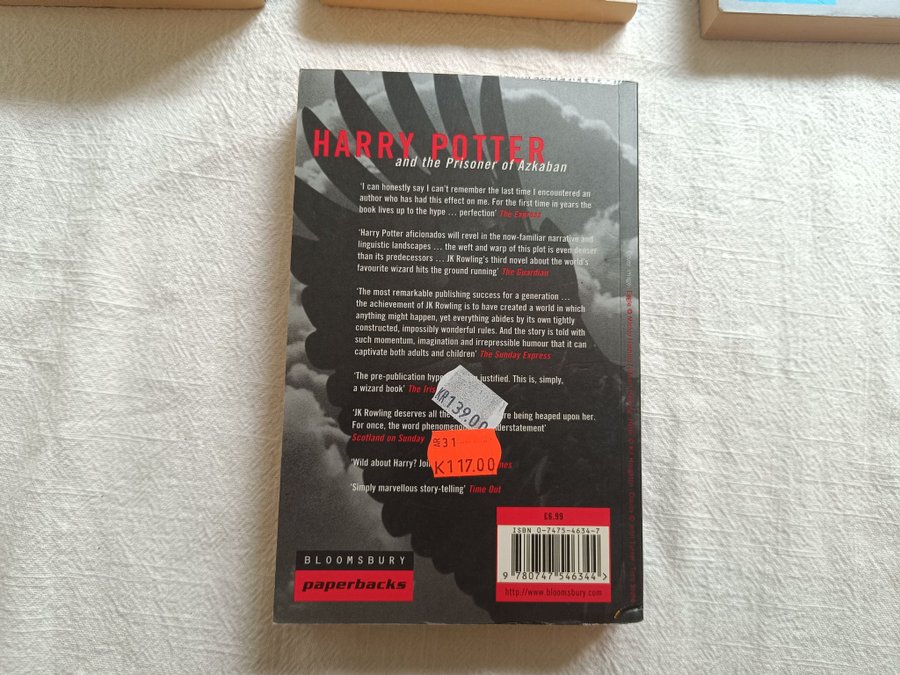 HARRY POTTER
and the Prisoner of Azkaban
'I can honestly say I can't remember the last time I encountered an
author who has had this effect on me. For the first time in years the
book lives up to the hype ... perfection' The Express
'Harry Potter aficionados will revel in the now-familiar narrative and
linguistic landscapes ... the weft and warp of this plot is even denser
than its predecessors ... JK Rowling's third novel about the world's
favourite wizard hits the ground running' The Guardian
'The most remarkable publishing success for a generation ...
the achievement of JK Rowling is to have created a world in which
anything might happen, yet everything abides by its own tightly
constructed, impossibly wonderful rules. And the story is told with
such momentum, imagination and irrepressible humour that it can
captivate both adults and children' The Sunday Express
'The pre-publication justified. This is, simply,
a wizard book' The
KR139.00
'JK Rowling deserves all the being heaped upon her.
For once, the word
Scotland on Sunday
31
K117.00
'Wild about Harry?
'Simply marvellous story-telling' Time Out
£6.99
ISBN 0-7475-4634-7
9 780747 546344 >
http://www.bloomsbury.com
BLOOMSBURY
paperbacks